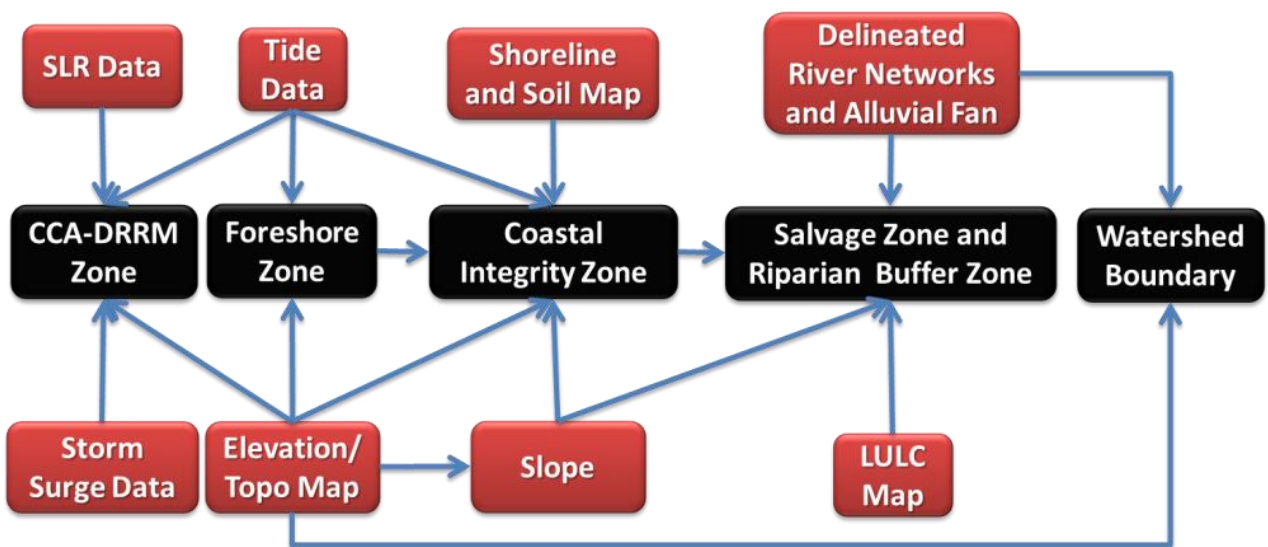 SLR Data
Tide
Data
Shoreline
and Soil Map
Delineated
River Networks
and Alluvial Fan
CCA-DRRM
Zone
Foreshore
Zone
Coastal
Integrity Zone
Salvage Zone and
Riparian Buffer Zone
Watershed
Boundary
Storm
Surge Data
Elevation/
Topo Map
Slope
LULC
Map